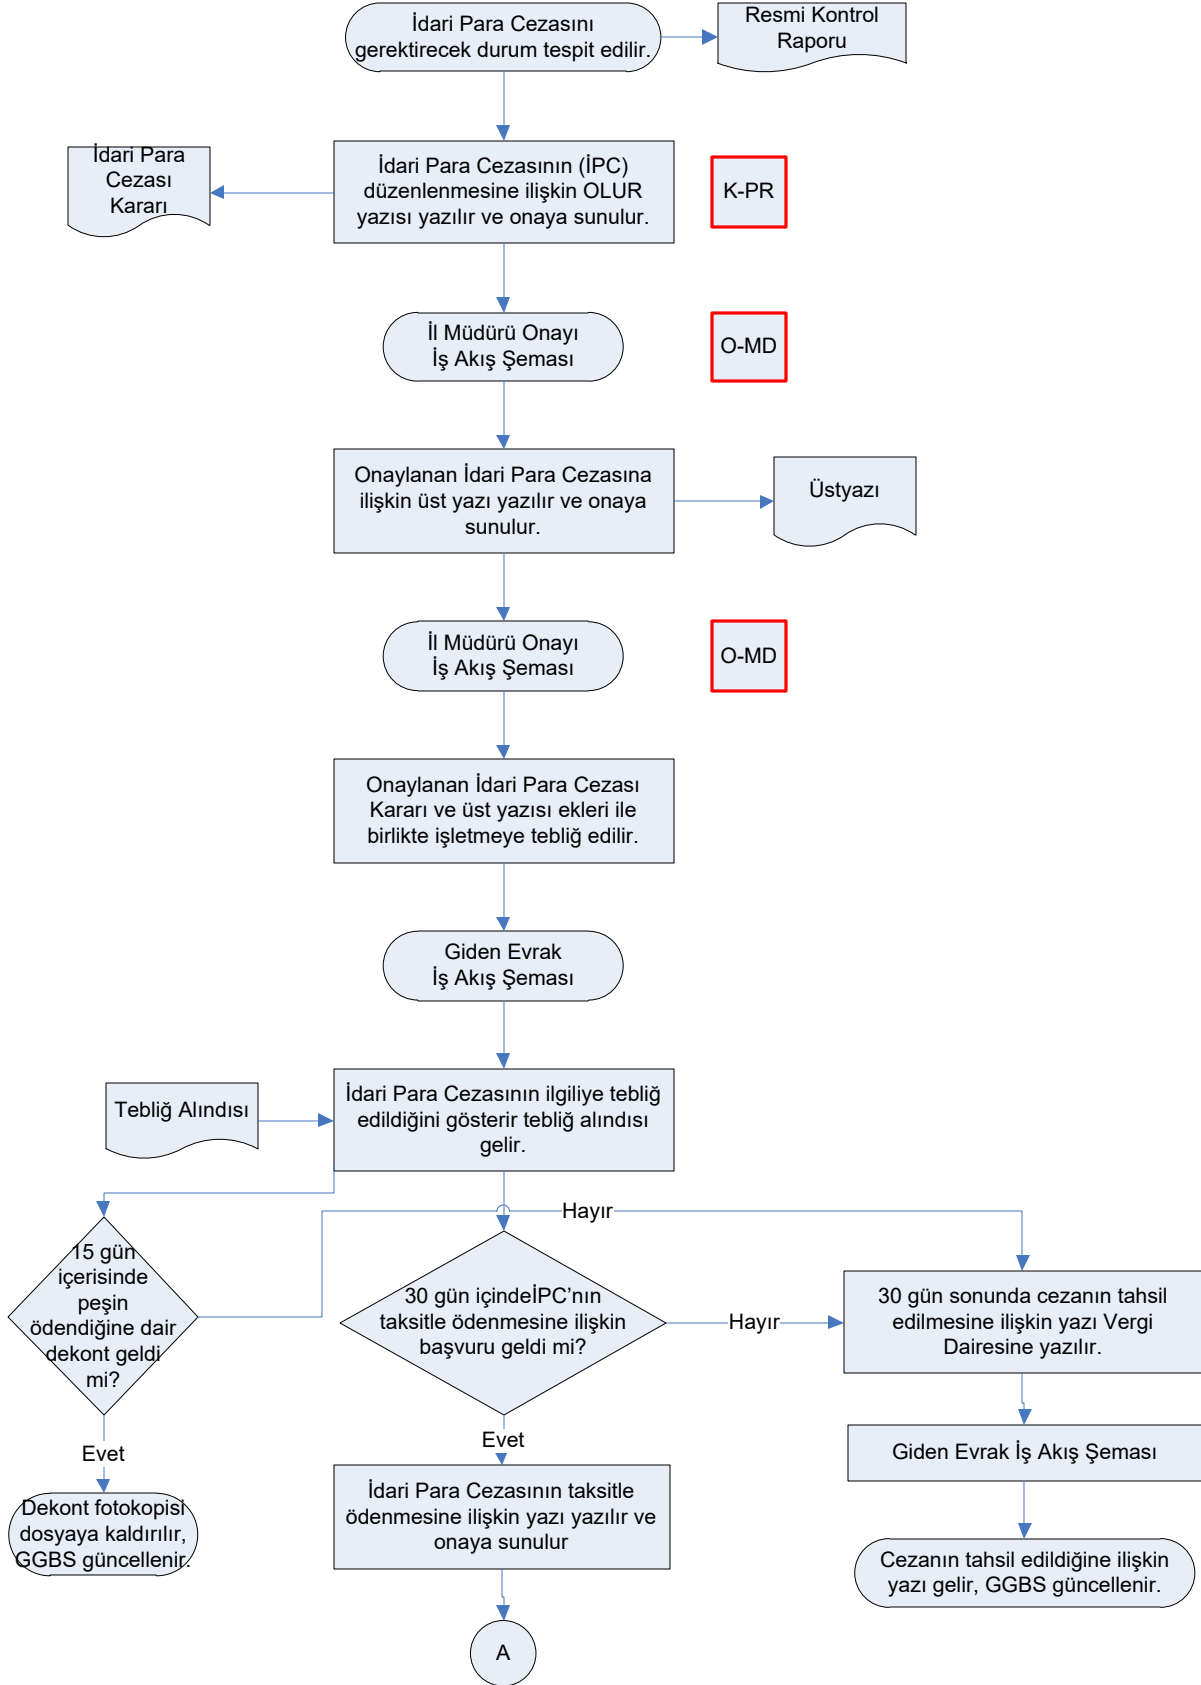 İdari Para Cezasını
gerektirecek durum tespit edilir.
Resmi Kontrol
Raporu
İdari Para
Cezası
Kararı
İdari Para Cezasının (İPC)
düzenlenmesine ilişkin OLUR
yazısı yazılır ve onaya sunulur.
K-PR
İl Müdürü Onayı
İş Akış Şeması
O-MD
Onaylanan İdari Para Cezasına
ilişkin üst yazı yazılır ve onaya
sunulur.
Üstyazı
İl Müdürü Onayı
İş Akış Şeması
O-MD
Onaylanan İdari Para Cezası
Kararı ve üst yazısı ekleri ile
birlikte işletmeye tebliğ edilir.
Giden Evrak
İş Akış Şeması
Tebliğ Alındısı
İdari Para Cezasının ilgiliye tebliğ
edildiğini gösterir tebliğ alındısı
gelir.
Hayır
15 gün
içerisinde
peşin
ödendiğine dair
dekont geldi
mi?
30 gün içindeİPC’nın
taksitle ödenmesine ilişkin
başvuru geldi mi?
Hayır
30 gün sonunda cezanın tahsil
edilmesine ilişkin yazı Vergi
Dairesine yazılır.
Evet
Evet
Giden Evrak İş Akış Şeması
Dekont fotokopisi
dosyaya kaldırılır,
GGBS güncellenir.
İdari Para Cezasının taksitle
ödenmesine ilişkin yazı yazılır ve
onaya sunulur
Cezanın tahsil edildiğine ilişkin
yazı gelir, GGBS güncellenir.
A